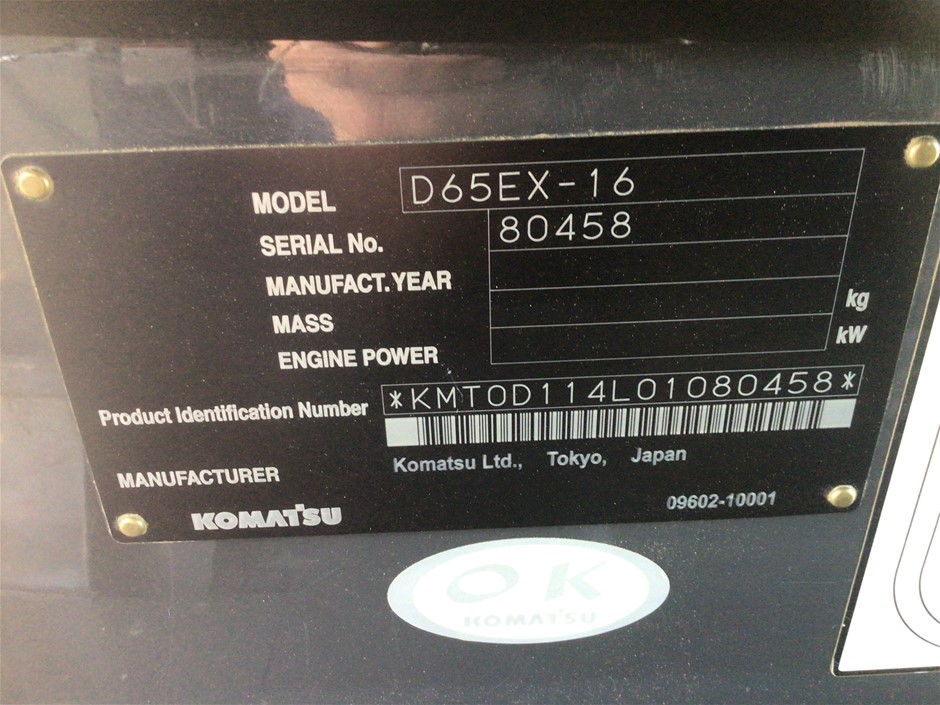 MODEL D65EX-16
SERIAL No. 80458
MANUFACT. YEAR
MASS kg
ENGINE POWER kW
Product Identification Number *KMT0D114L01080458*
MANUFACTURER Komatsu Ltd., Tokyo, Japan
KOMATSU 09602-10001
OK
KOMATSU